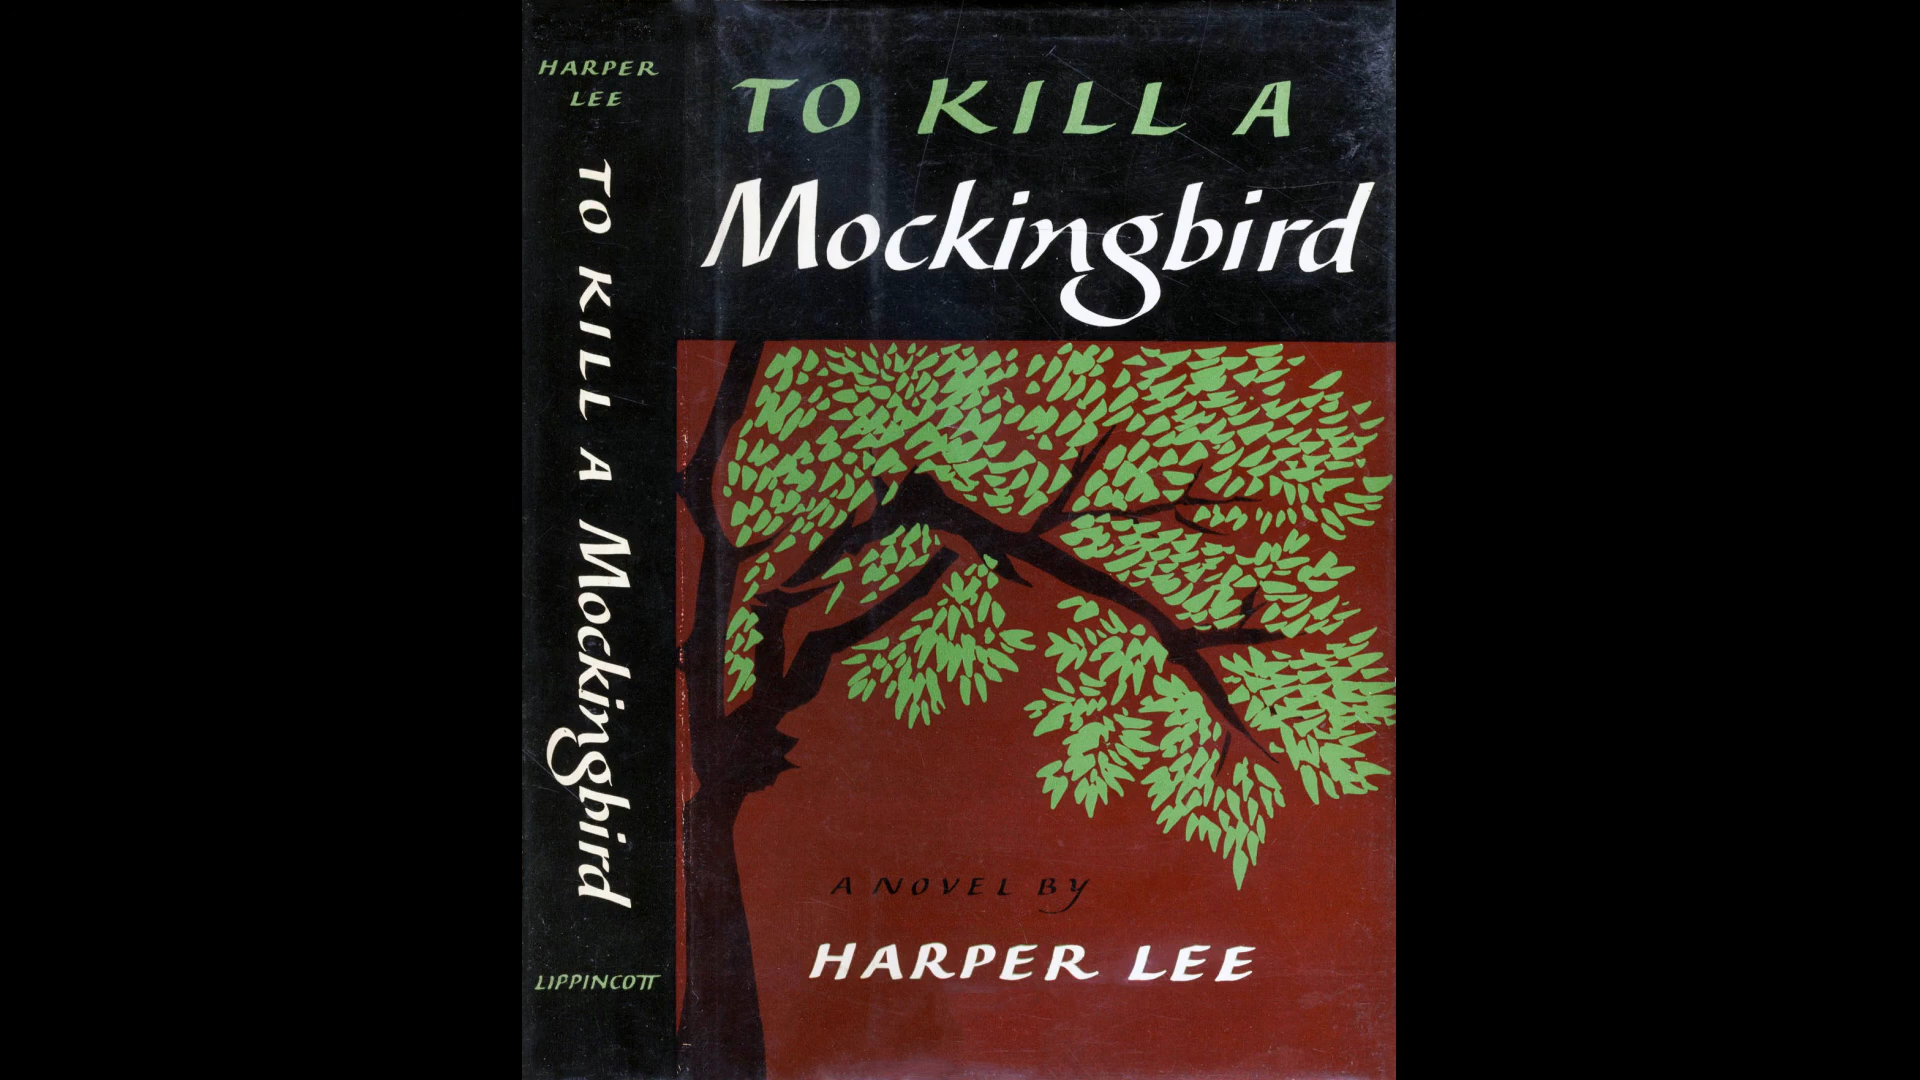 HARPER
LEE
TO KILL A Mockingbird
LIPPINCOTT
TO KILL A
Mockingbird
A NOVEL BY
HARPER LEE